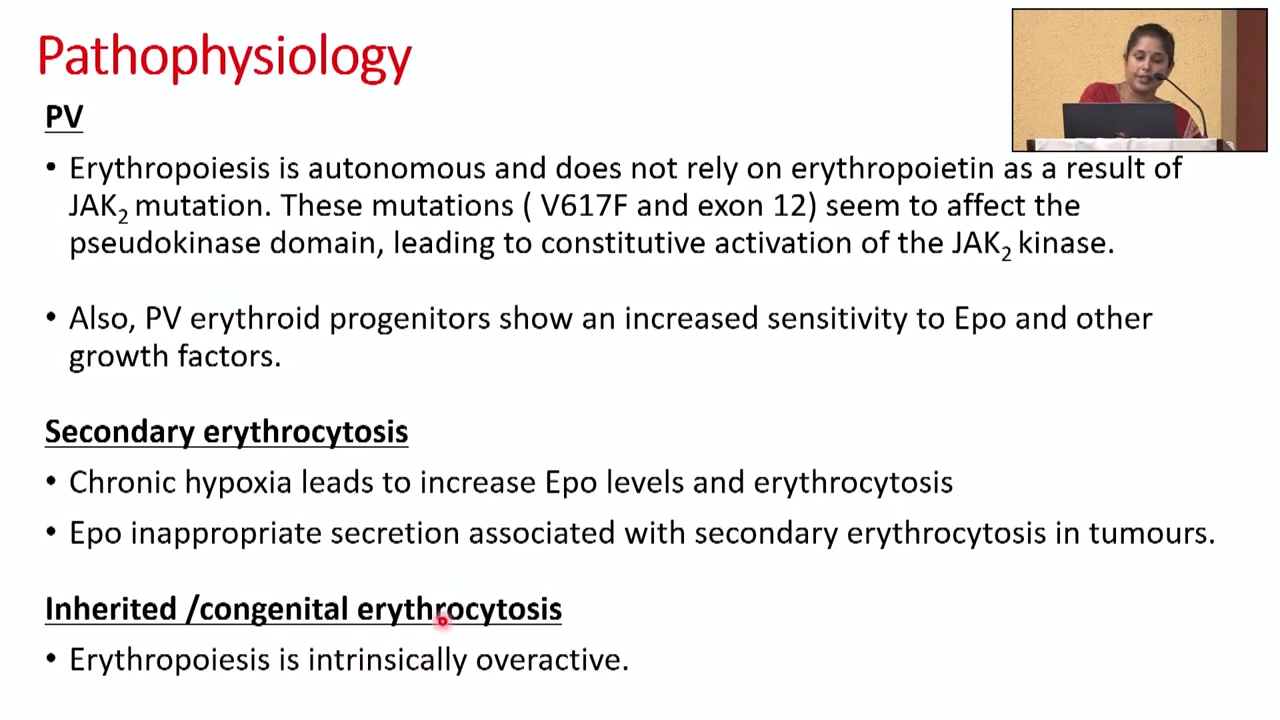 Pathophysiology
PV
• Erythropoiesis is autonomous and does not rely on erythropoietin as a result of
JAK2 mutation. These mutations ( V617F and exon 12) seem to affect the
pseudokinase domain, leading to constitutive activation of the JAK2 kinase.
• Also, PV erythroid progenitors show an increased sensitivity to Epo and other
growth factors.
Secondary erythrocytosis
• Chronic hypoxia leads to increase Epo levels and erythrocytosis
• Epo inappropriate secretion associated with secondary erythrocytosis in tumours.
Inherited /congenital erythrocytosis
• Erythropoiesis is intrinsically overactive.